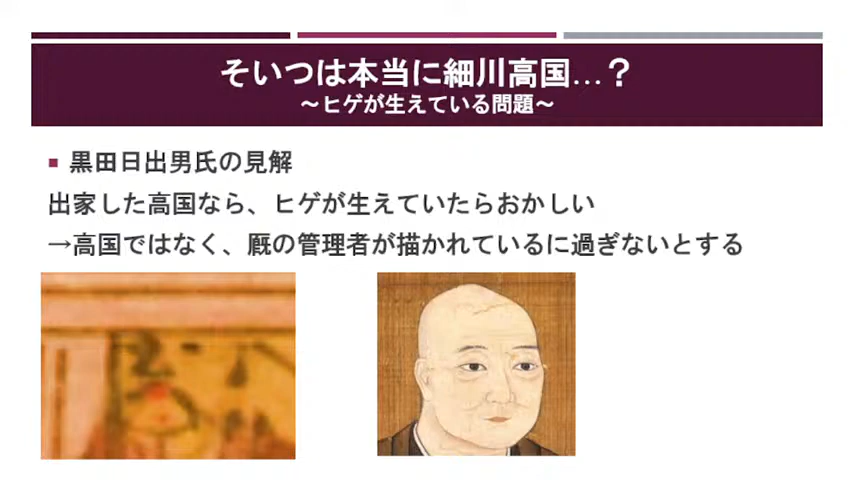 そいつは本当に細川高国…？
～ヒゲが生えている問題～
黒田日出男氏の見解
出家した高国なら、ヒゲが生えていたらおかしい
→高国ではなく、厩の管理者が描かれているに過ぎないとする